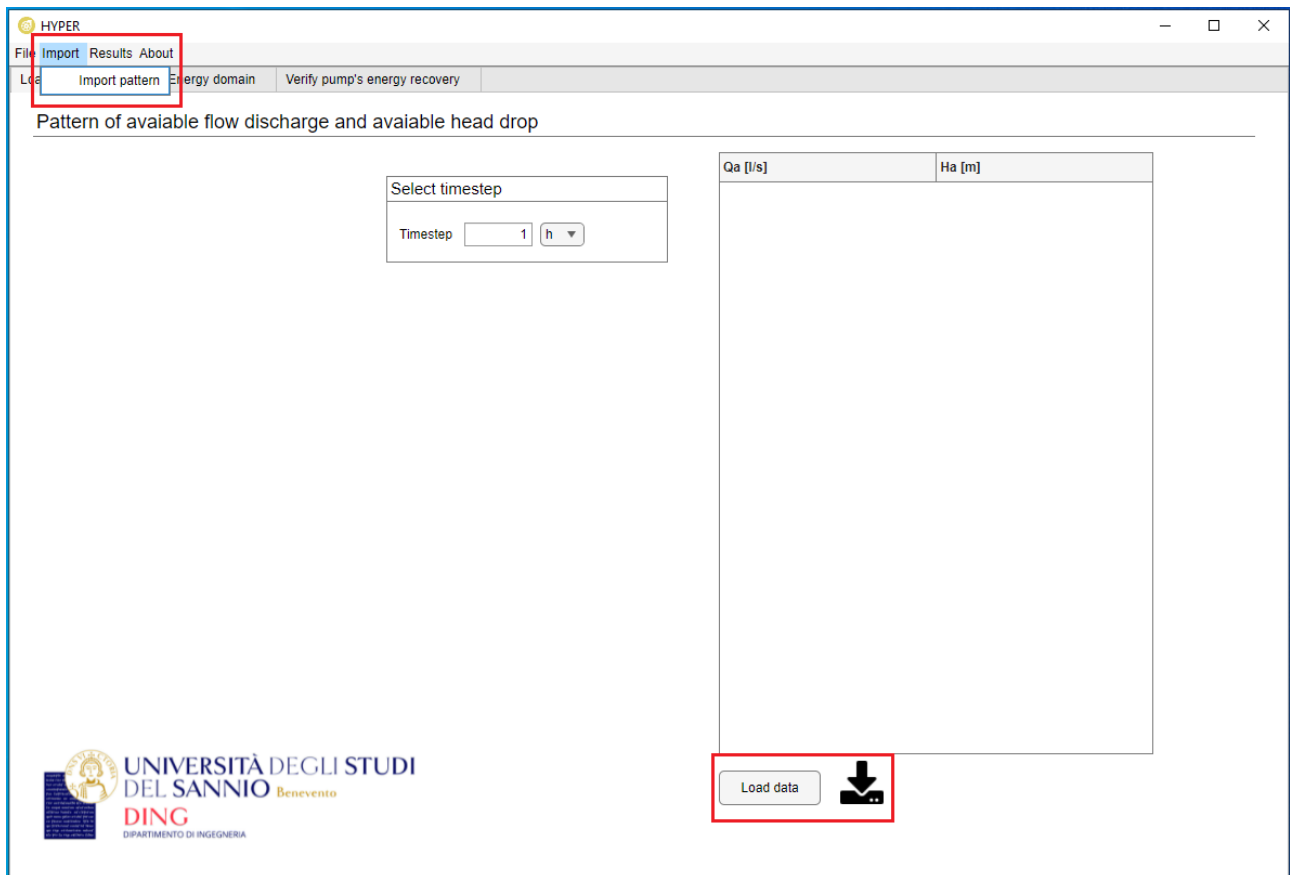 HYPER
File Import Results About
Import pattern
Energy domain
Verify pump's energy recovery
Pattern of avaiable flow discharge and avaiable head drop
Select timestep
Timestep 1 h
Qa [l/s] Ha [m]
Load data
UNIVERSITÀ DEGLI STUDI
DEL SANNIO Benevento
DING
DIPARTIMENTO DI INGEGNERIA